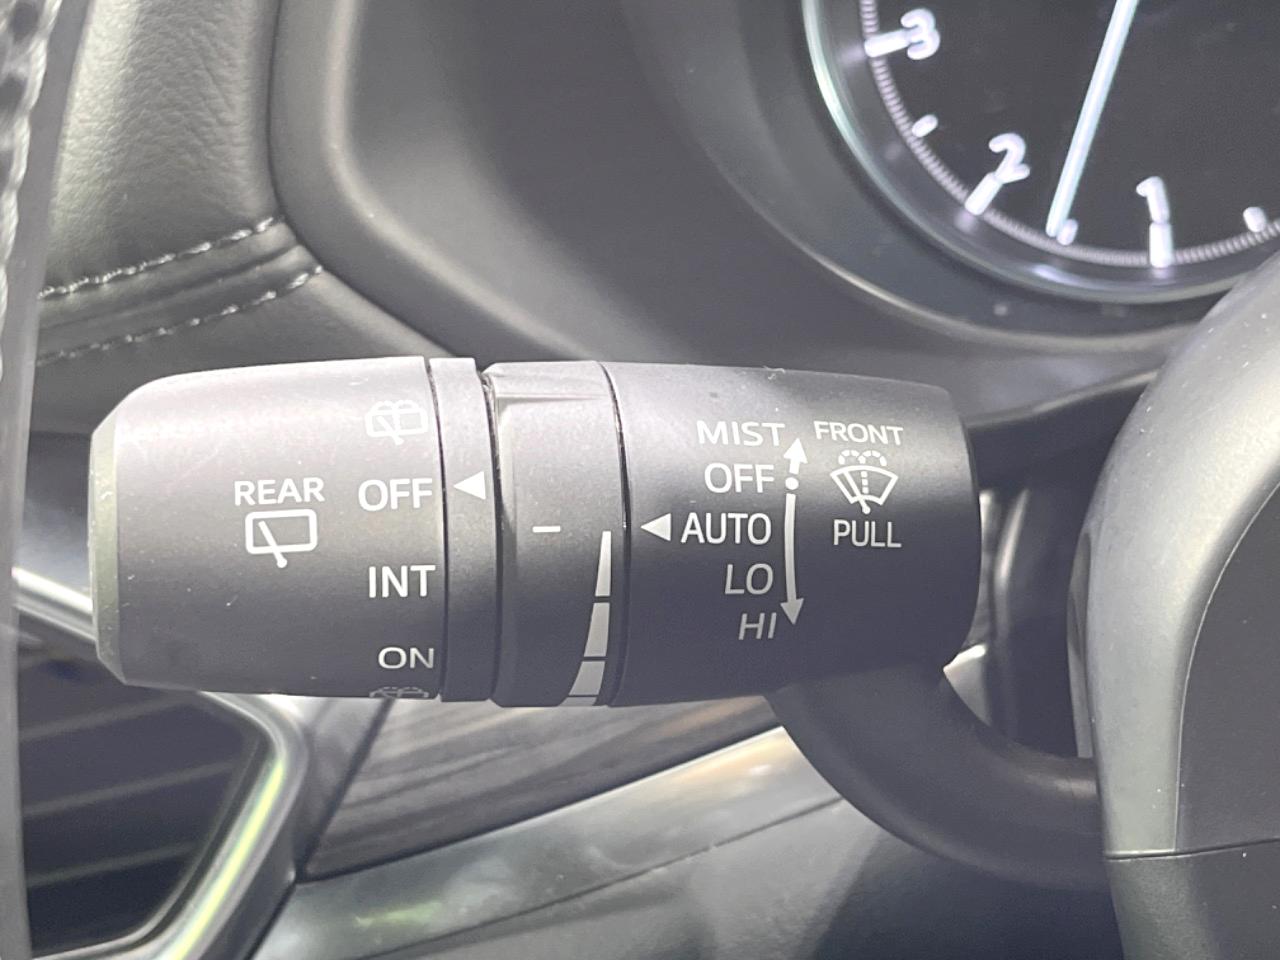 3
2
1
REAR
OFF
INT
ON
MIST
OFF
AUTO
LO
HI
FRONT
PULL